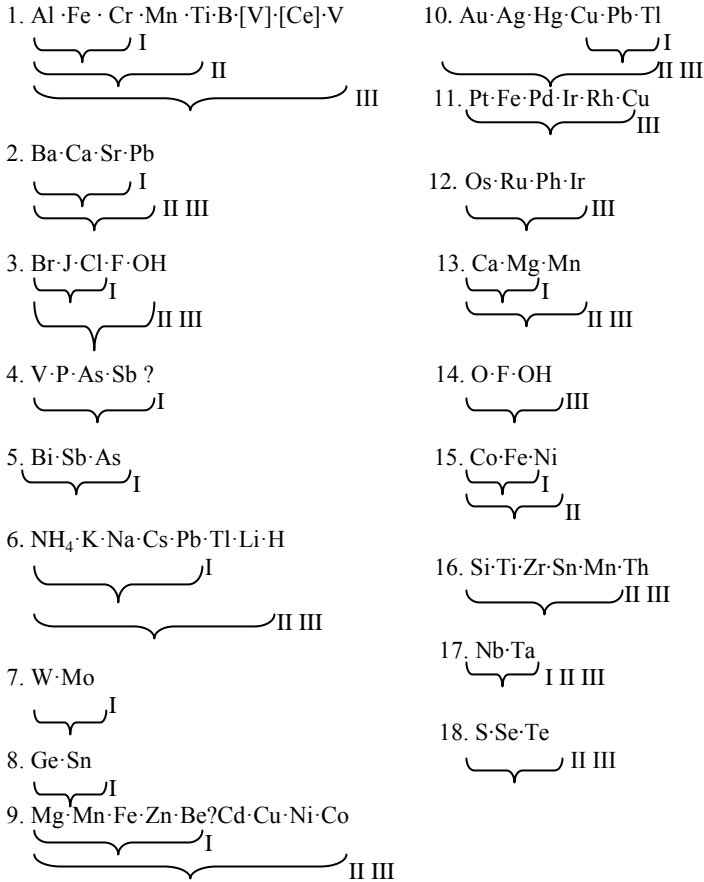 1. Al ·Fe · Cr ·Mn ·Ti·B·[V]·[Ce]·V
I
II
III
2. Ba·Ca·Sr·Pb
I
II III
3. Br·J·Cl·F·OH
I
II III
4. V·P·As·Sb ?
I
5. Bi·Sb·As
I
6. NH₄·K·Na·Cs·Pb·Tl·Li·H
I
II III
7. W·Mo
I
8. Ge·Sn
I
9. Mg·Mn·Fe·Zn·Be?Cd·Cu·Ni·Co
I
II III
10. Au·Ag·Hg·Cu·Pb·Tl
I
II III
11. Pt·Fe·Pd·Ir·Rh·Cu
III
12. Os·Ru·Ph·Ir
III
13. Ca·Mg·Mn
I
II III
14. O·F·OH
III
15. Co·Fe·Ni
I
II
16. Si·Ti·Zr·Sn·Mn·Th
II III
17. Nb·Ta
I II III
18. S·Se·Te
II III